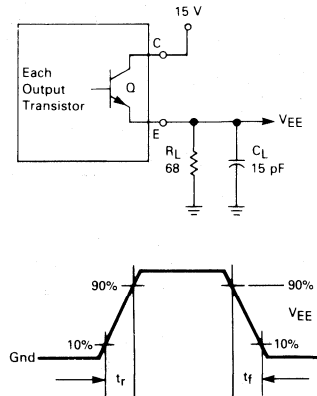 15 V
C
Each
Output
Transistor
Q
E
VEE
RL
68
CL
15 pF
90%
90%
VEE
10%
10%
Gnd
tr
tf